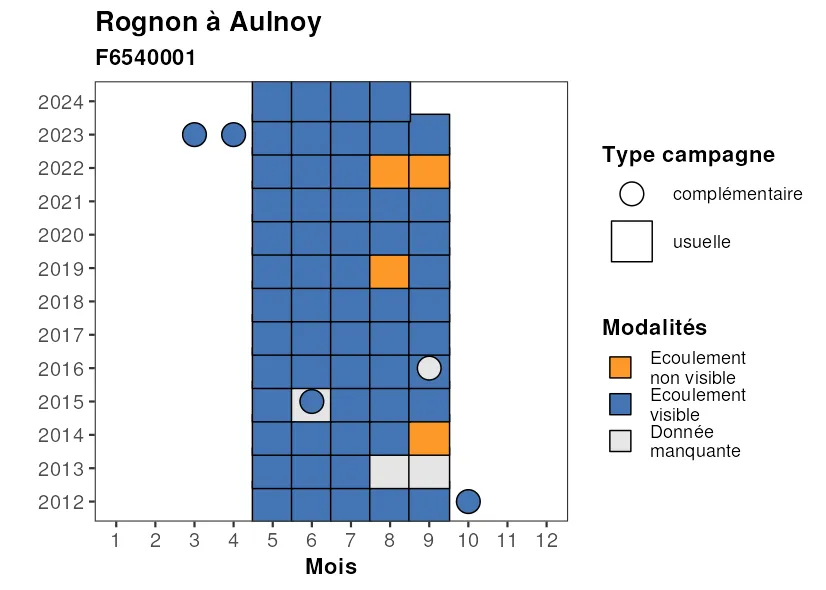 Rognon à Aulnoy
F6540001
2024
2023
2022
2021
2020
2019
2018
2017
2016
2015
2014
2013
2012
1 2 3 4 5 6 7 8 9 10 11 12
Mois
Type campagne
complémentaire
usuelle
Modalités
Ecoulement
non visible
Ecoulement
visible
Donnée
manquante